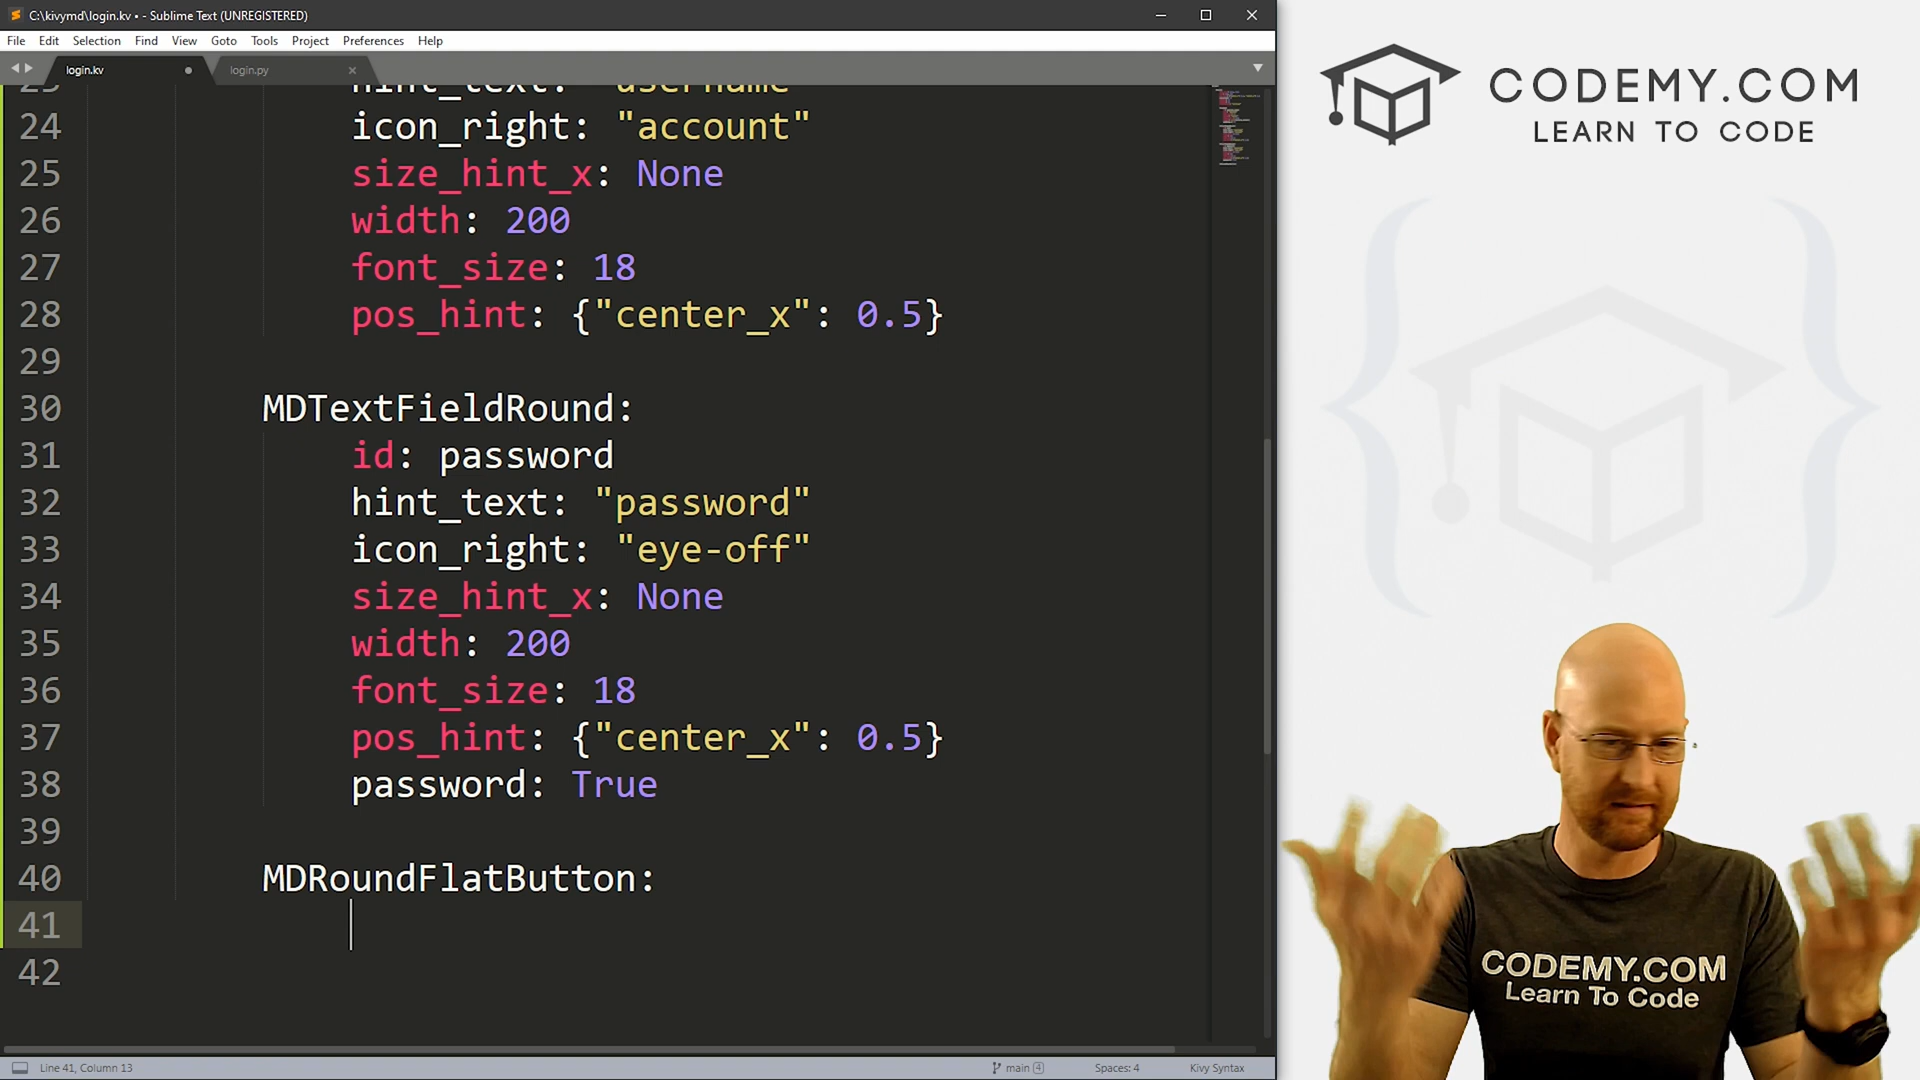 C:\kivymd\login.kv • - Sublime Text (UNREGISTERED)
File Edit Selection Find View Goto Tools Project Preferences Help
login.kv login.py
23 hint_text: "username"
24 icon_right: "account"
25 size_hint_x: None
26 width: 200
27 font_size: 18
28 pos_hint: {"center_x": 0.5}
29
30 MDTextFieldRound:
31 id: password
32 hint_text: "password"
33 icon_right: "eye-off"
34 size_hint_x: None
35 width: 200
36 font_size: 18
37 pos_hint: {"center_x": 0.5}
38 password: True
39
40 MDRoundFlatButton:
41
42
Line 41, Column 13 main 4 Spaces: 4 Kivy Syntax
CODEMY.COM
LEARN TO CODE
CODEMY.COM
Learn To Code